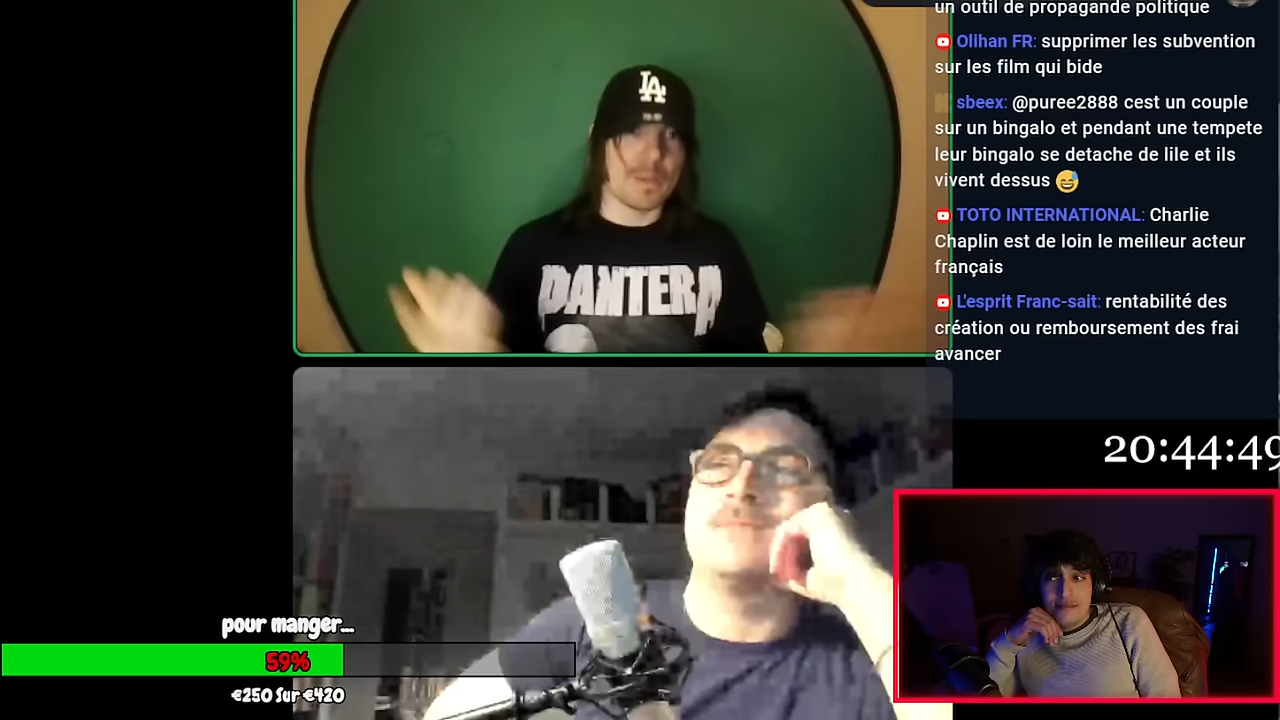 un outil de propagande politique
Olihan FR: supprimer les subvention
sur les film qui bide
sbeex: @puree2888 cest un couple
sur un bingalo et pendant une tempete
leur bingalo se detache de lile et ils
vivent dessus 😅
TOTO INTERNATIONAL: Charlie
Chaplin est de loin le meilleur acteur
français
L'esprit Franc-sait: rentabilité des
création ou remboursement des frai
avancer
LA
PANTERA
20:44:49
pour manger...
59%
€250 Sur €420